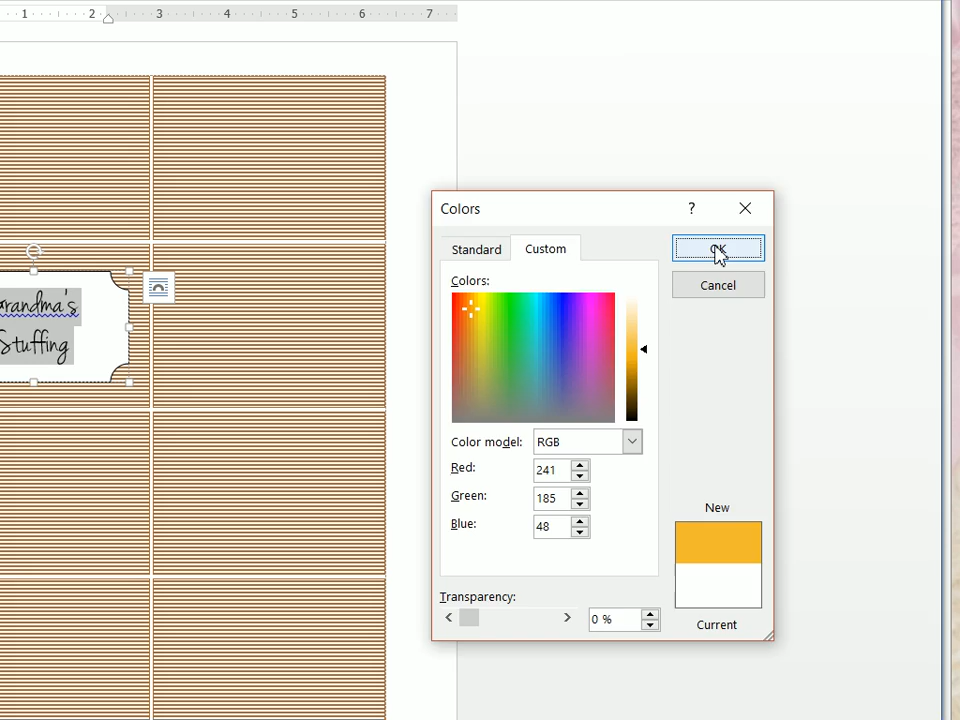 1 2 3 4 5 6 7
Colors ?
Standard Custom OK
Colors: Cancel
randma's
Stuffing
Color model: RGB
Red: 241
Green: 185
Blue: 48
New
Transparency:
0 %
Current